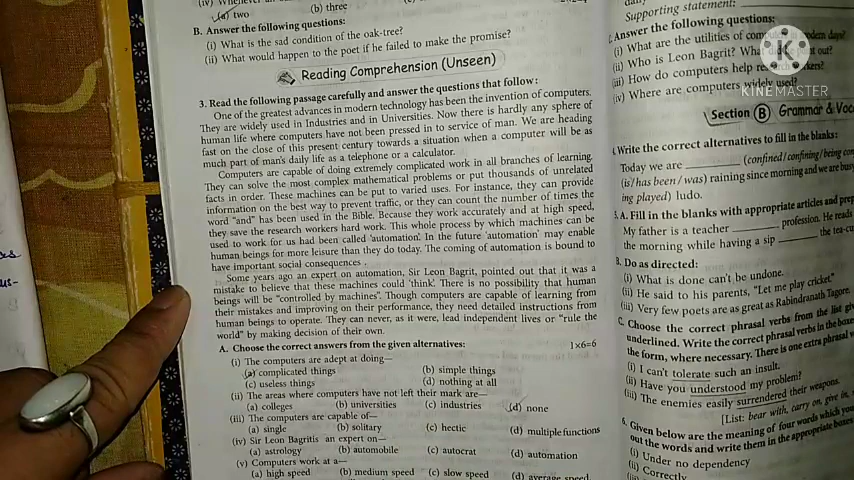 (iv) Whenever an
(a) two (b) three
B. Answer the following questions:
(i) What is the sad condition of the oak-tree?
(ii) What would happen to the poet if he failed to make the promise?
Reading Comprehension (Unseen)
3. Read the following passage carefully and answer the questions that follow:
One of the greatest advances in modern technology has been the invention of computers.
They are widely used in Industries and in Universities. Now there is hardly any sphere of
human life where computers have not been pressed in to service of man. We are heading
fast on the close of this present century towards a situation when a computer will be as
much part of man's daily life as a telephone or a calculator.
Computers are capable of doing extremely complicated work in all branches of learning.
They can solve the most complex mathematical problems or put thousands of unrelated
facts in order. These machines can be put to varied uses. For instance, they can provide
information on the best way to prevent traffic, or they can count the number of times the
word "and" has been used in the Bible. Because they work accurately and at high speed,
they save the research workers hard work. This whole process by which machines can be
used to work for us had been called 'automation'. In the future 'automation' may enable
human beings for more leisure than they do today. The coming of automation is bound to
have important social consequences.
Some years ago an expert on automation, Sir Leon Bagrit, pointed out that it was a
mistake to believe that these machines could 'think'. There is no possibility that human
beings will be "controlled by machines". Though computers are capable of learning from
their mistakes and improving on their performance, they need detailed instructions from
human beings to operate. They can never, as it were, lead independent lives or "rule the
world" by making decision of their own.
A. Choose the correct answers from the given alternatives: 1×6=6
(i) The computers are adept at doing—
(a) complicated things (b) simple things
(c) useless things (d) nothing at all
(ii) The areas where computers have not left their mark are—
(a) colleges (b) universities (c) industries (d) none
(iii) The computers are capable of—
(a) single (b) solitary (c) hectic (d) multiple functions
(iv) Sir Leon Bagritis an expert on—
(a) astrology (b) automobile (c) autocrat (d) automation
(v) Computers work at a—
(a) high speed (b) medium speed (c) slow speed (d) average speed
Supporting statement:
Answer the following questions:
(i) What are the utilities of computers in modern days?
(ii) Who is Leon Bagrit? What out?
(iii) How do computers help
(iv) Where are computers widely used?
KINEMASTER
Section B Grammar &
4. Write the correct alternatives to fill in the blanks:
Today we are (confined/confining/being
(is/has been/was) raining since morning and we are
ing played) ludo.
5. A. Fill in the blanks with appropriate articles and
My father is a teacher profession. He reads
the morning while having a sip the
B. Do as directed:
(i) What is done can't be undone.
(ii) He said to his parents, "Let me play cricket."
(iii) Very few poets are as great as Rabindranath Tagore.
C. Choose the correct phrasal verbs from the list
underlined. Write the correct phrasal verbs in the
the form, where necessary. There is one extra phrasal
(i) I can't tolerate such an insult.
(ii) Have you understood my problem?
(iii) The enemies easily surrendered their weapons.
[List: bear with, carry on, give in,
6. Given below are the meaning of four words which
out the words and write them in the appropriate boxes
(i) Under no dependency
(ii) Correctly